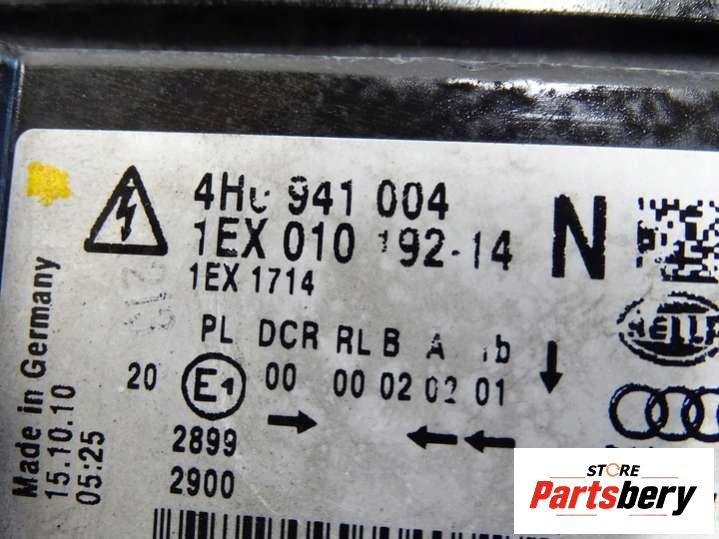 4H0 941 004
1EX 010 192-14
N
1EX 1714
HELLA
PL DCR RL B A Ib
20 E1 00 00 02 02 01
2899
2900
Made in Germany
15.10.10
05:25
STORE
Partsbery